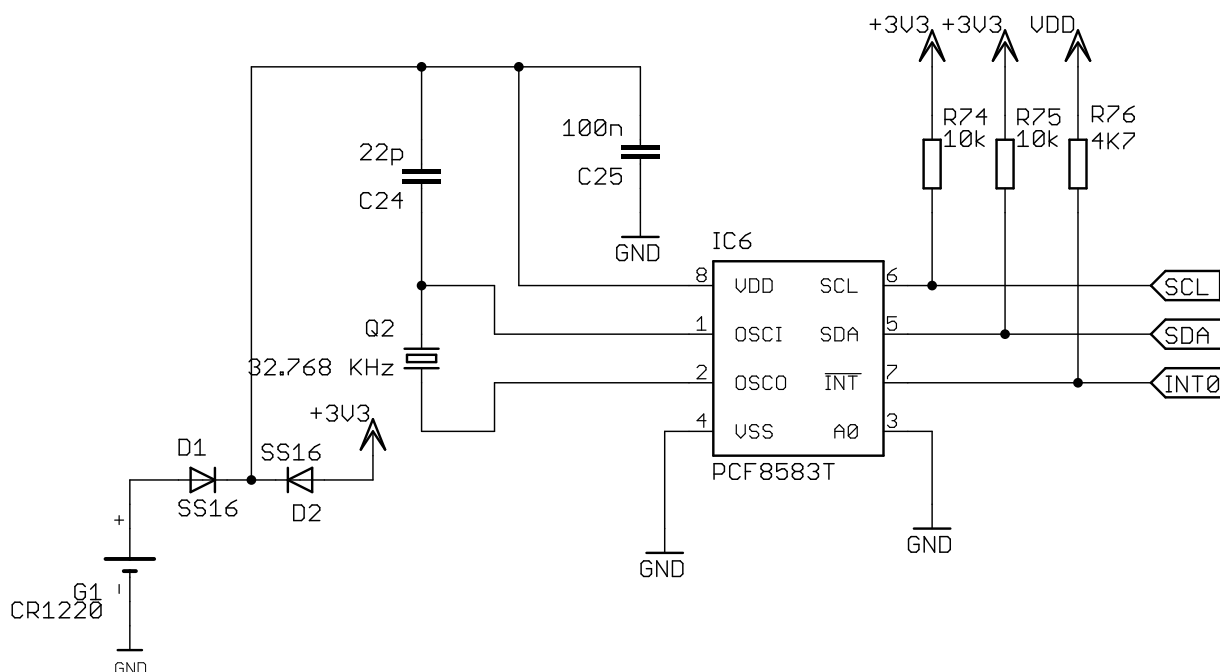 +3V3 +3V3 VDD
R74 R75 R76
10k 10k 4K7
100n
C25
22p
C24
GND
IC6
8 VDD SCL 6
1 OSCI SDA 5
2 OSCO INT 7
4 VSS A0 3
PCF8583T
SCL
SDA
INT0
Q2
32.768 KHz
+3V3
D1
SS16
SS16
D2
+
-
G1
CR1220
GND
GND
GND